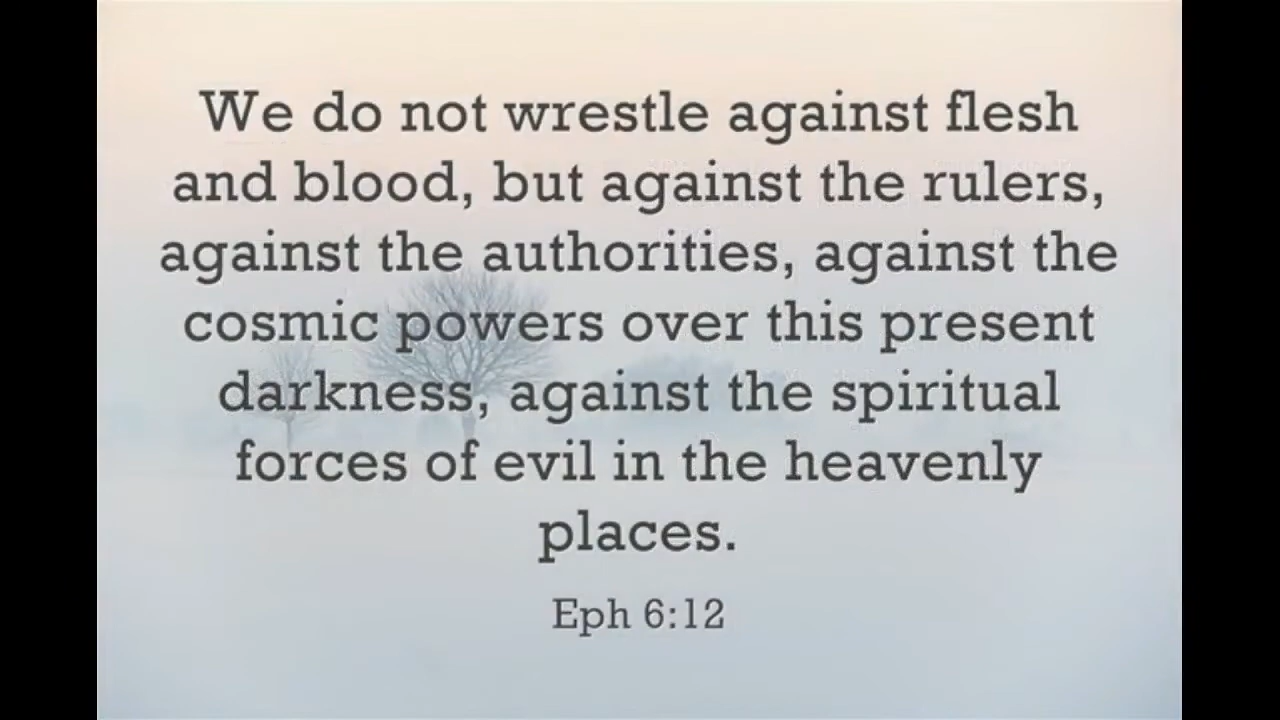 We do not wrestle against flesh
and blood, but against the rulers,
against the authorities, against the
cosmic powers over this present
darkness, against the spiritual
forces of evil in the heavenly
places.
Eph 6:12